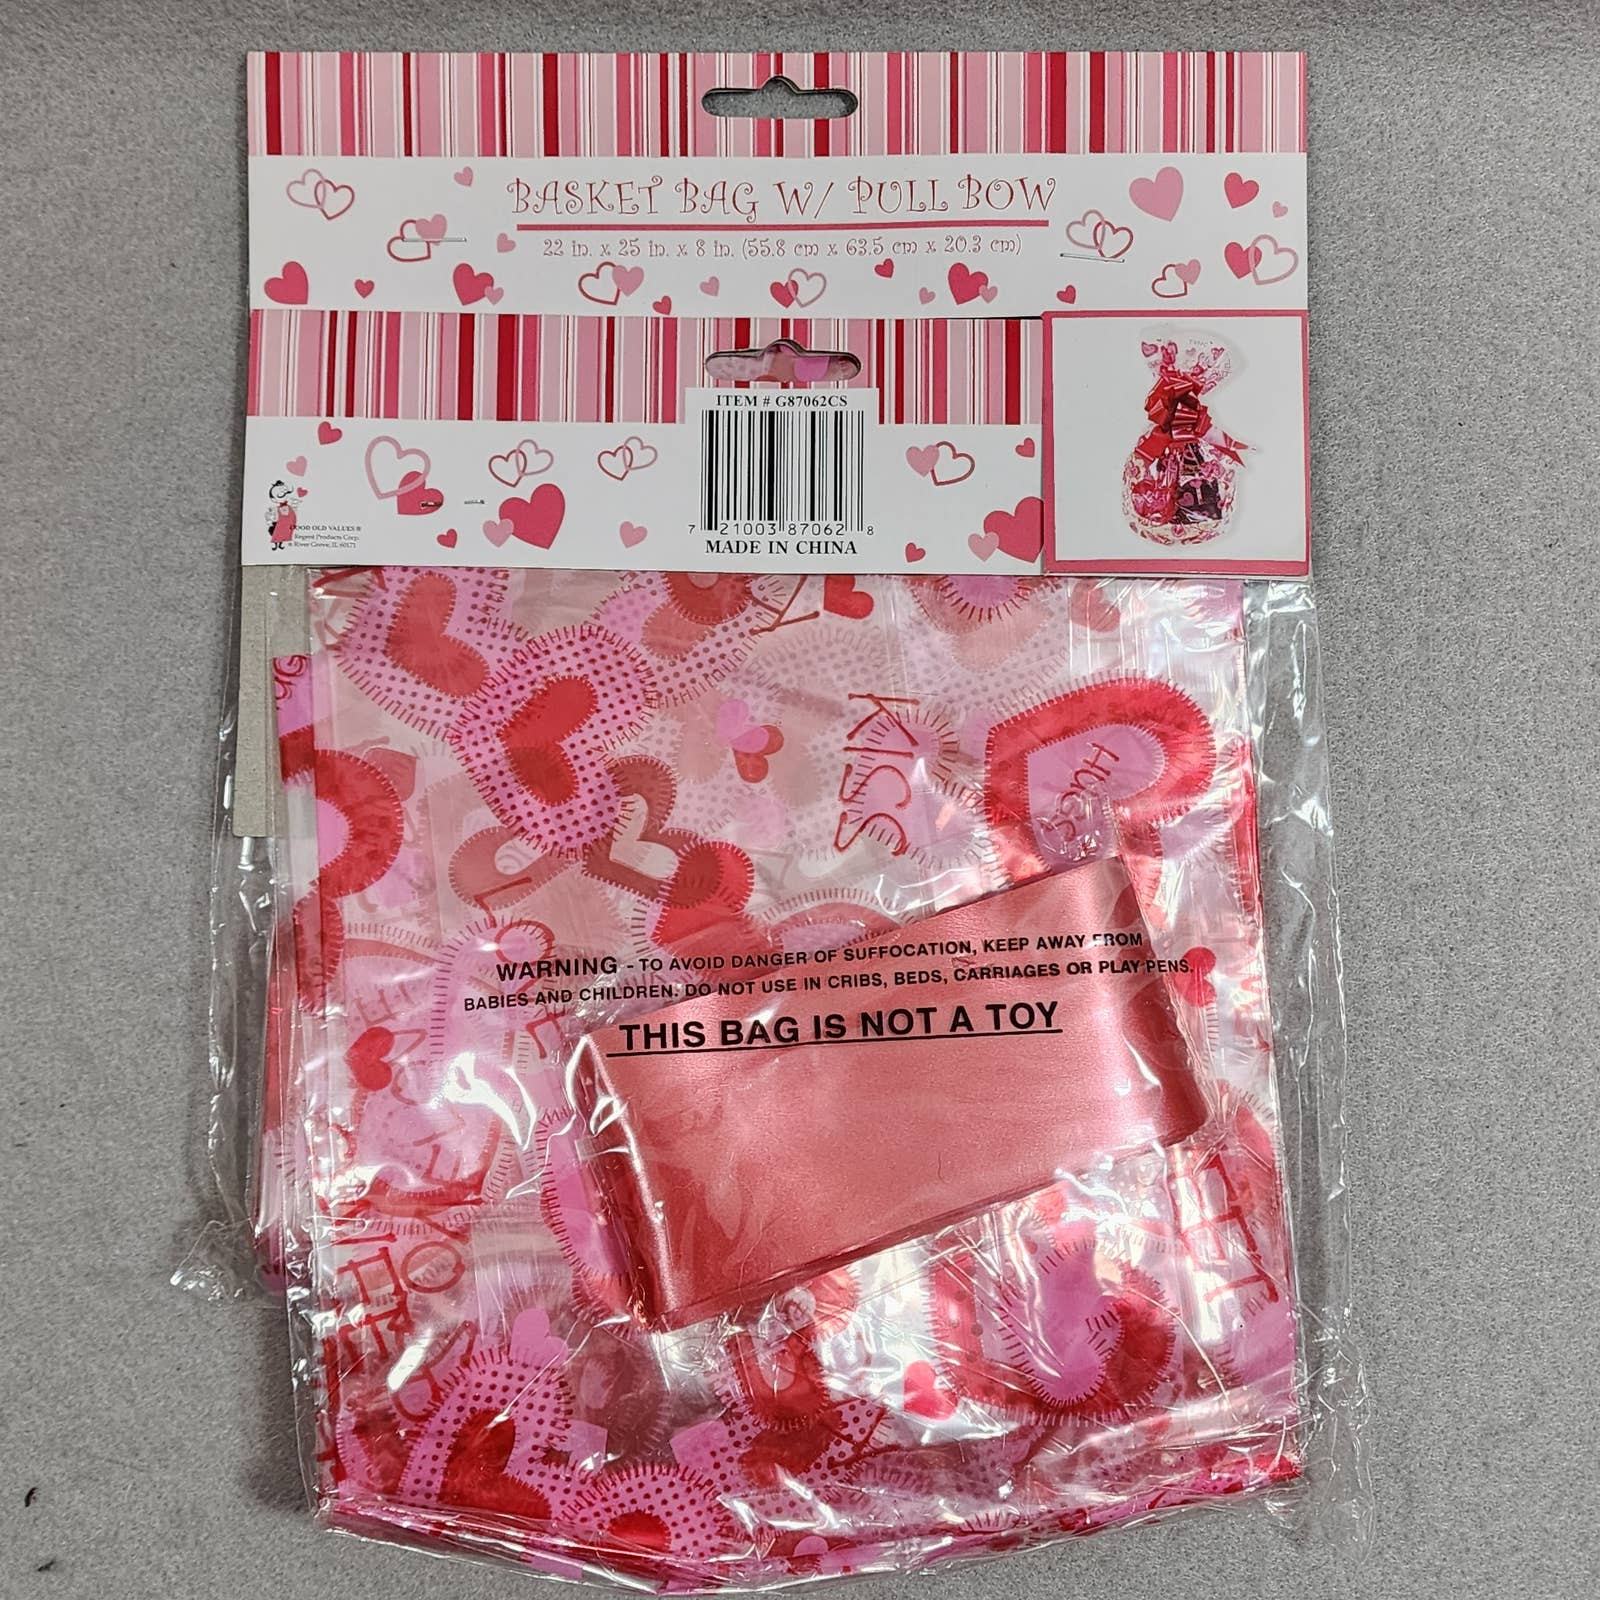 BASKET BAG W/ PULL BOW
22 in. x 25 in. x 8 in. (55.8 cm x 63.5 cm x 20.3 cm)
ITEM # G87062CS
7 21003 87062 8
MADE IN CHINA
GOOD OLD VALUES®
Regent Products Corp.
River Grove, IL 60171
KISS
HUGS
LOVE
WARNING - TO AVOID DANGER OF SUFFOCATION, KEEP AWAY FROM
BABIES AND CHILDREN. DO NOT USE IN CRIBS, BEDS, CARRIAGES OR PLAY PENS.
THIS BAG IS NOT A TOY